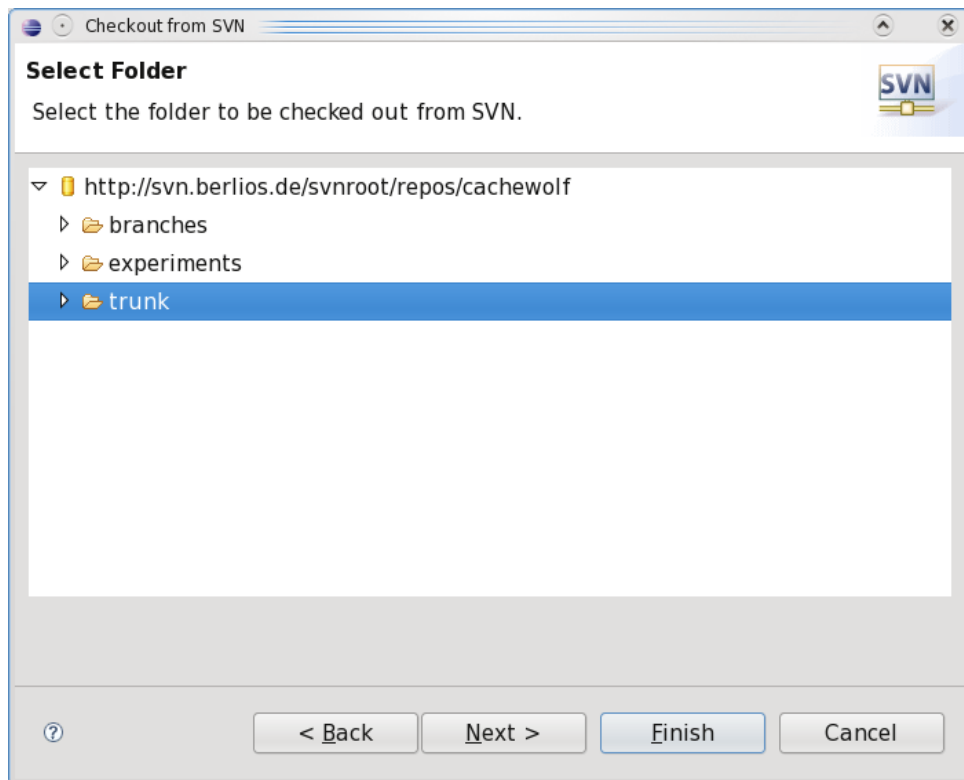 Checkout from SVN
Select Folder
Select the folder to be checked out from SVN.
SVN
http://svn.berlios.de/svnroot/repos/cachewolf
branches
experiments
trunk
?
< Back
Next >
Finish
Cancel